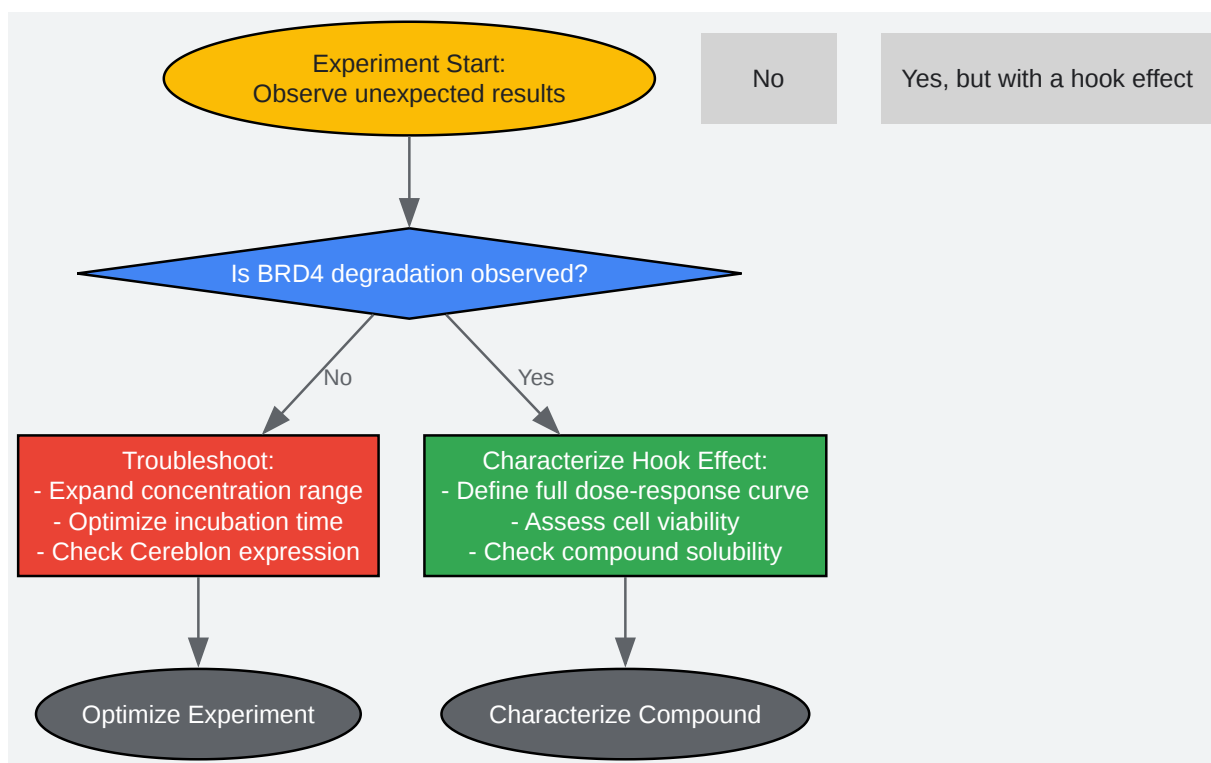 Experiment Start:
Observe unexpected results
No
Yes, but with a hook effect
Is BRD4 degradation observed?
No
Yes
Troubleshoot:
- Expand concentration range
- Optimize incubation time
- Check Cereblon expression
Characterize Hook Effect:
- Define full dose-response curve
- Assess cell viability
- Check compound solubility
Optimize Experiment
Characterize Compound